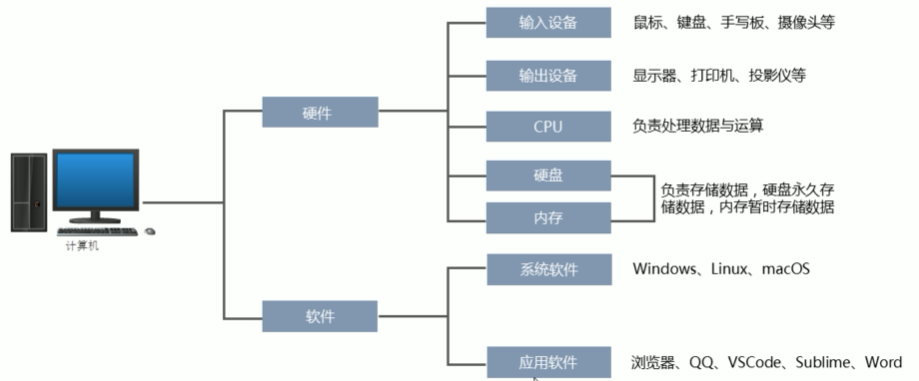 计算机
硬件
输入设备
鼠标、键盘、手写板、摄像头等
输出设备
显示器、打印机、投影仪等
CPU
负责处理数据与运算
硬盘
内存
负责存储数据，硬盘永久存
储数据，内存暂时存储数据
软件
系统软件
Windows、Linux、macOS
应用软件
浏览器、QQ、VSCode、Sublime、Word